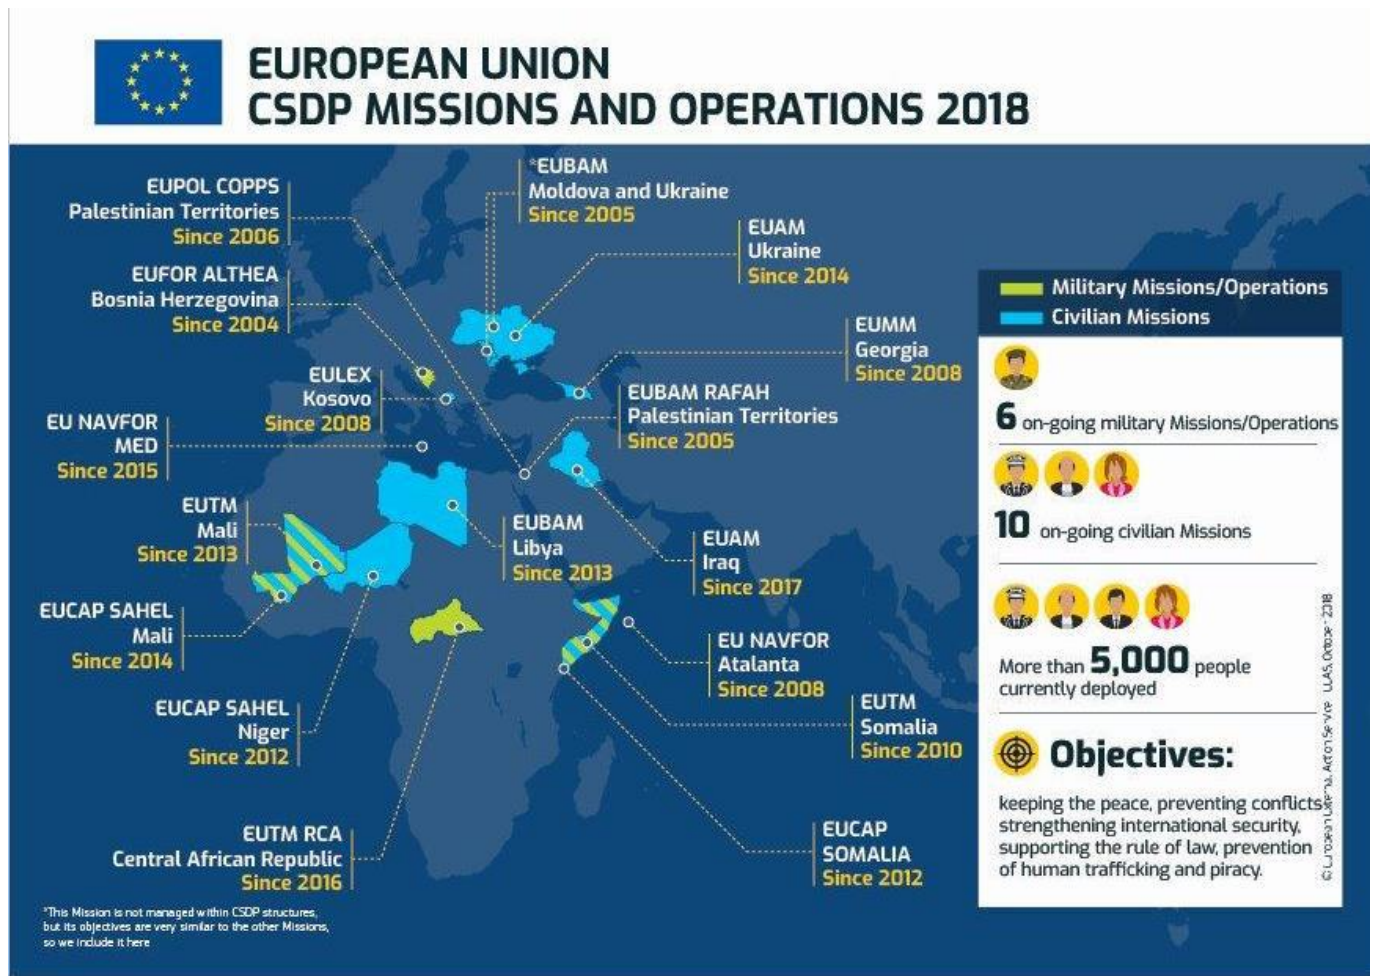 EUROPEAN UNION
CSDP MISSIONS AND OPERATIONS 2018
EUPOL COPPS
Palestinian Territories
Since 2006
*EUBAM
Moldova and Ukraine
Since 2005
EUAM
Ukraine
Since 2014
EUFOR ALTHEA
Bosnia Herzegovina
Since 2004
EUMM
Georgia
Since 2008
EULEX
Kosovo
Since 2008
EUBAM RAFAH
Palestinian Territories
Since 2005
EU NAVFOR
MED
Since 2015
EUTM
Mali
Since 2013
EUBAM
Libya
Since 2013
EUAM
Iraq
Since 2017
EUCAP SAHEL
Mali
Since 2014
EU NAVFOR
Atalanta
Since 2008
EUCAP SAHEL
Niger
Since 2012
EUTM
Somalia
Since 2010
EUTM RCA
Central African Republic
Since 2016
EUCAP
SOMALIA
Since 2012
*This Mission is not managed within CSDP structures,
but its objectives are very similar to the other Missions,
so we include it here
Military Missions/Operations
Civilian Missions
6 on-going military Missions/Operations
10 on-going civilian Missions
More than 5,000 people
currently deployed
Objectives:
keeping the peace, preventing conflicts,
strengthening international security,
supporting the rule of law, prevention
of human trafficking and piracy.
© European External Action Service